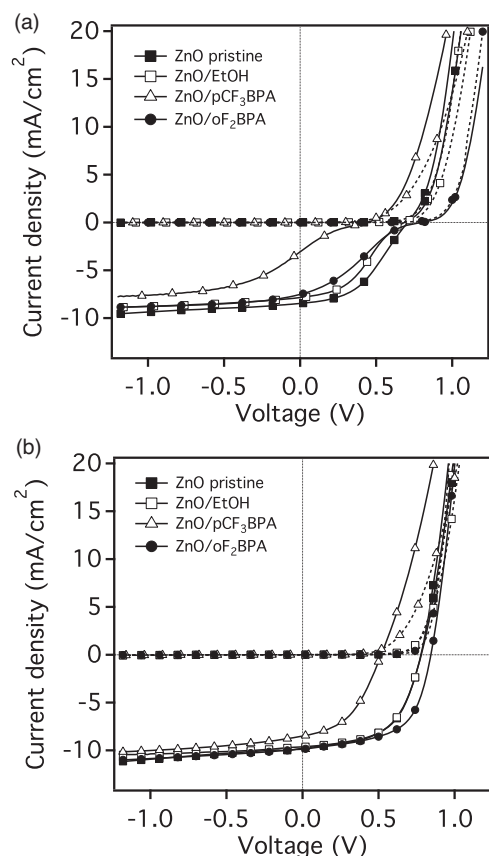 (a)
20
15
10
5
0
-5
-10
Current density (mA/cm²)
ZnO pristine
ZnO/EtOH
ZnO/pCF₃BPA
ZnO/oF₂BPA
-1.0 -0.5 0.0 0.5 1.0
Voltage (V)
(b)
20
15
10
5
0
-5
-10
Current density (mA/cm²)
ZnO pristine
ZnO/EtOH
ZnO/pCF₃BPA
ZnO/oF₂BPA
-1.0 -0.5 0.0 0.5 1.0
Voltage (V)